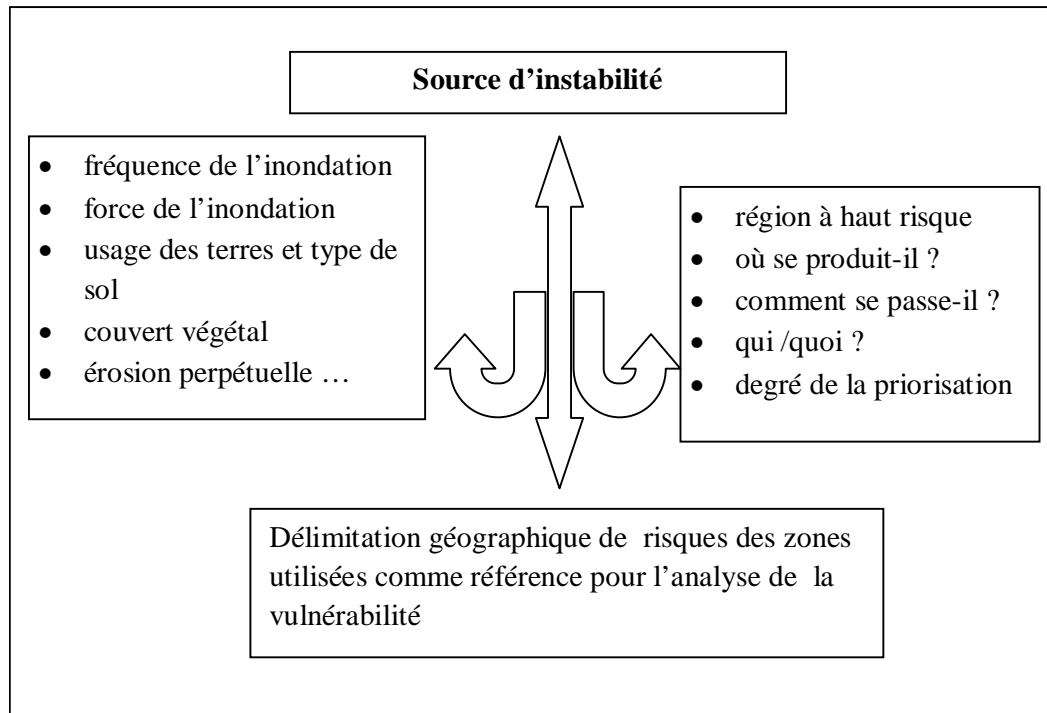 Source d’instabilité
• fréquence de l’inondation
• force de l’inondation
• usage des terres et type de
sol
• couvert végétal
• érosion perpétuelle …
• région à haut risque
• où se produit-il ?
• comment se passe-il ?
• qui /quoi ?
• degré de la priorisation
Délimitation géographique de risques des zones
utilisées comme référence pour l’analyse de la
vulnérabilité